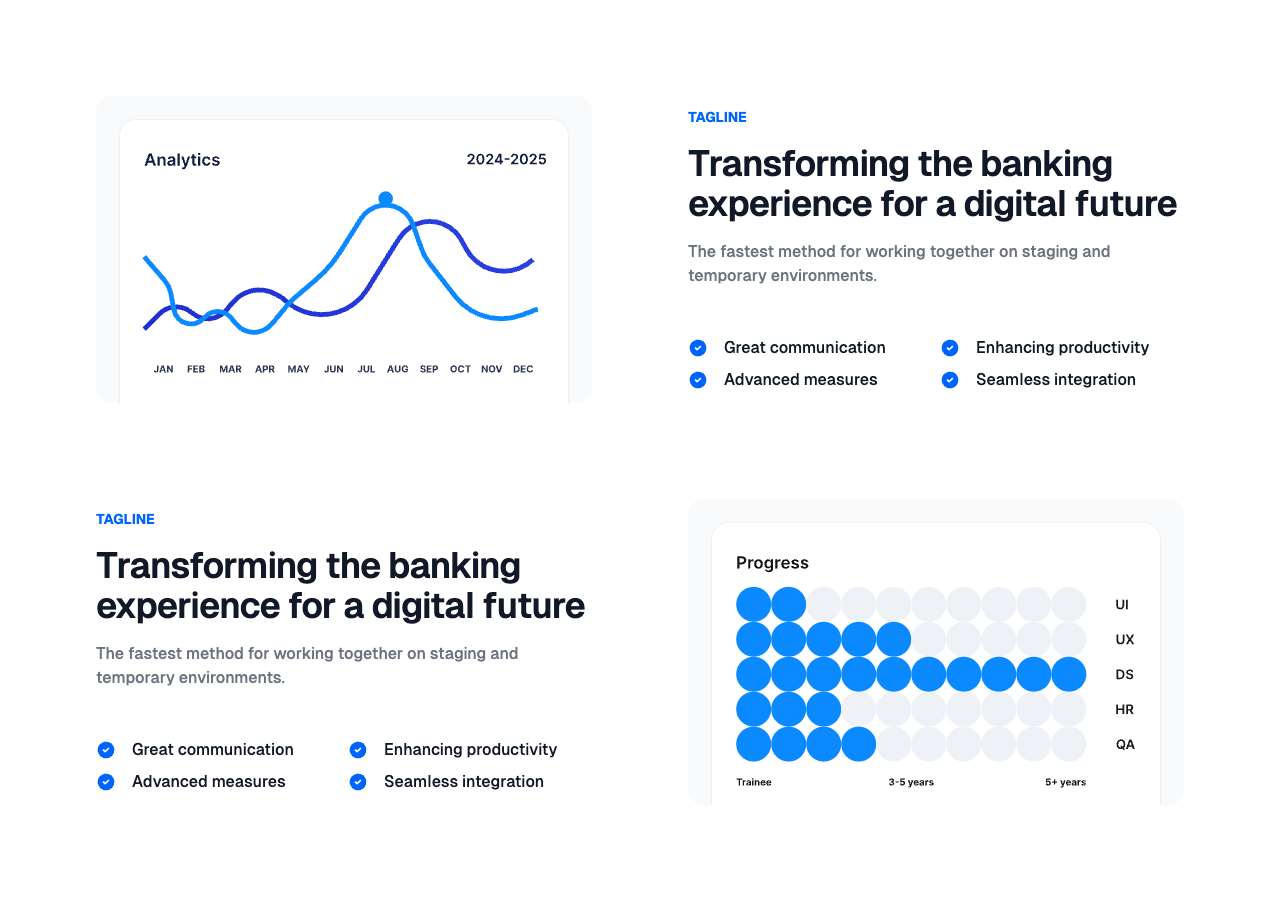 Analytics
2024-2025
JAN FEB MAR APR MAY JUN JUL AUG SEP OCT NOV DEC
TAGLINE
Transforming the banking
experience for a digital future
The fastest method for working together on staging and
temporary environments.
Great communication
Enhancing productivity
Advanced measures
Seamless integration
TAGLINE
Transforming the banking
experience for a digital future
The fastest method for working together on staging and
temporary environments.
Great communication
Enhancing productivity
Advanced measures
Seamless integration
Progress
UI
UX
DS
HR
QA
Trainee
3-5 years
5+ years